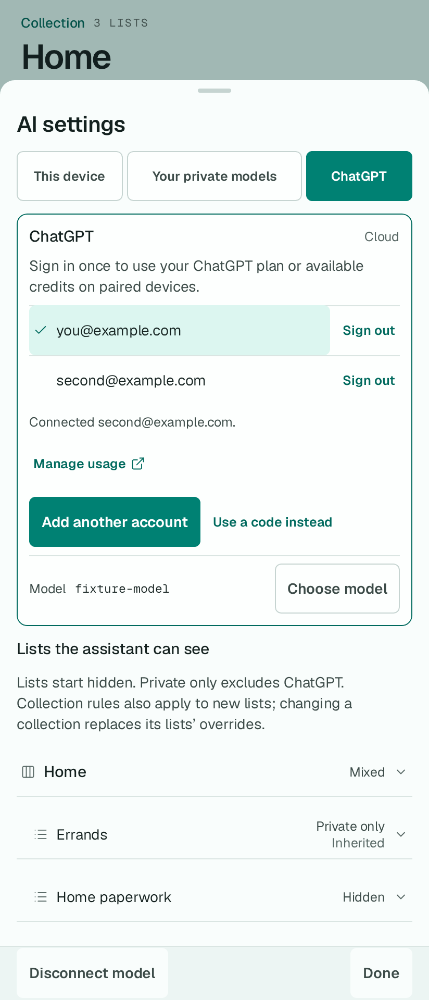 Collection 3 LISTS
Home
AI settings
This device
Your private models
ChatGPT
ChatGPT
Cloud
Sign in once to use your ChatGPT plan or available
credits on paired devices.
you@example.com
Sign out
second@example.com
Sign out
Connected second@example.com.
Manage usage
Add another account
Use a code instead
Model fixture-model
Choose model
Lists the assistant can see
Lists start hidden. Private only excludes ChatGPT.
Collection rules also apply to new lists; changing a
collection replaces its lists’ overrides.
Home
Mixed
Errands
Private only
Inherited
Home paperwork
Hidden
Disconnect model
Done